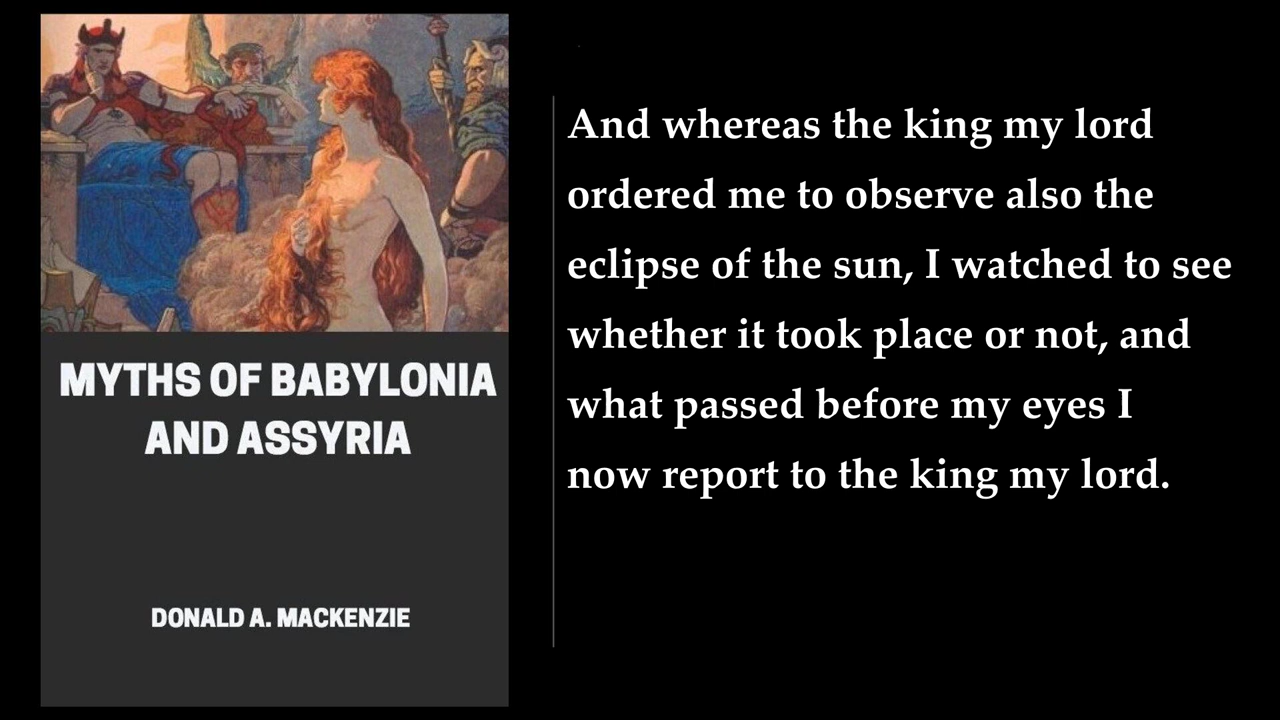 MYTHS OF BABYLONIA
AND ASSYRIA
DONALD A. MACKENZIE
And whereas the king my lord
ordered me to observe also the
eclipse of the sun, I watched to see
whether it took place or not, and
what passed before my eyes I
now report to the king my lord.